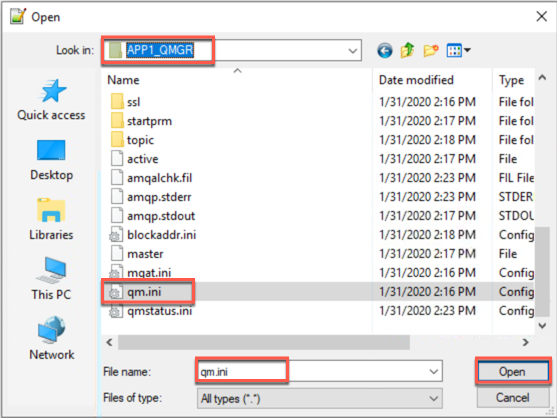 Open
Look in: APP1_QMGR
Name Date modified Type
ssl 1/31/2020 2:16 PM File fol
startprm 1/31/2020 2:17 PM File fol
topic 1/31/2020 2:18 PM File fol
active 1/31/2020 2:17 PM File
amqalchk.fil 1/31/2020 2:23 PM FIL File
amqp.stderr 1/31/2020 2:23 PM STDER
amqp.stdout 1/31/2020 2:17 PM STDOU
blockaddr.ini 1/31/2020 2:18 PM Config
master 1/31/2020 2:17 PM File
mqat.ini 1/31/2020 2:16 PM Config
qm.ini 1/31/2020 2:16 PM Config
qmstatus.ini 1/31/2020 2:23 PM Config
Quick access
Desktop
Libraries
This PC
Network
File name: qm.ini Open
Files of type: All types (*.*) Cancel